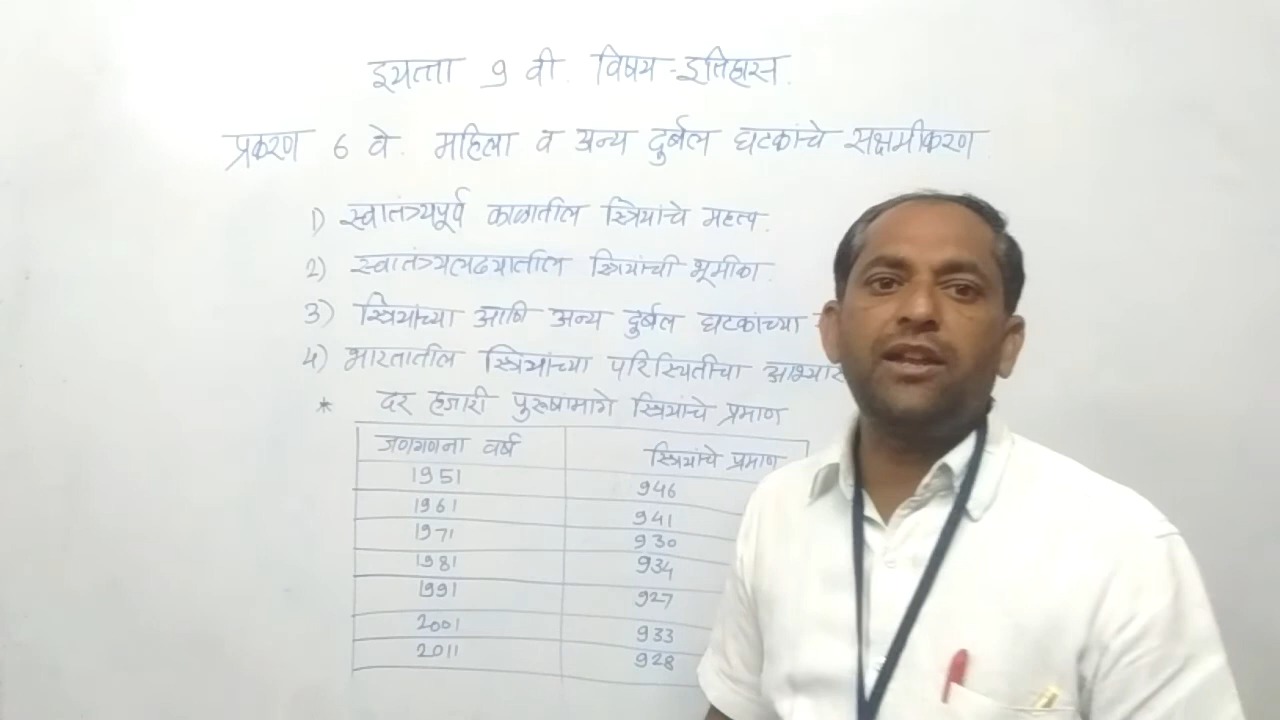 इयत्ता 9 वी. विषय-इतिहास.
प्रकरण 6 वे. महिला व अन्य दुर्बल घटकांचे सक्षमीकरण
1) स्वातंत्र्यपूर्व काळातील स्त्रियांचे महत्व.
2) स्वातंत्र्यलढ्यातील स्त्रियांची भूमीका.
3) स्त्रियांच्या आणि अन्य दुर्बल घटकांच्या
4) भारतातील स्त्रियांच्या परिस्थितीचा
* दर हजारी पुरूषामागे स्त्रियांचे प्रमाण
जणगणना वर्ष स्त्रियांचे प्रमाण
1951 946
1961 941
1971 930
1981 934
1991 927
2001 933
2011 928